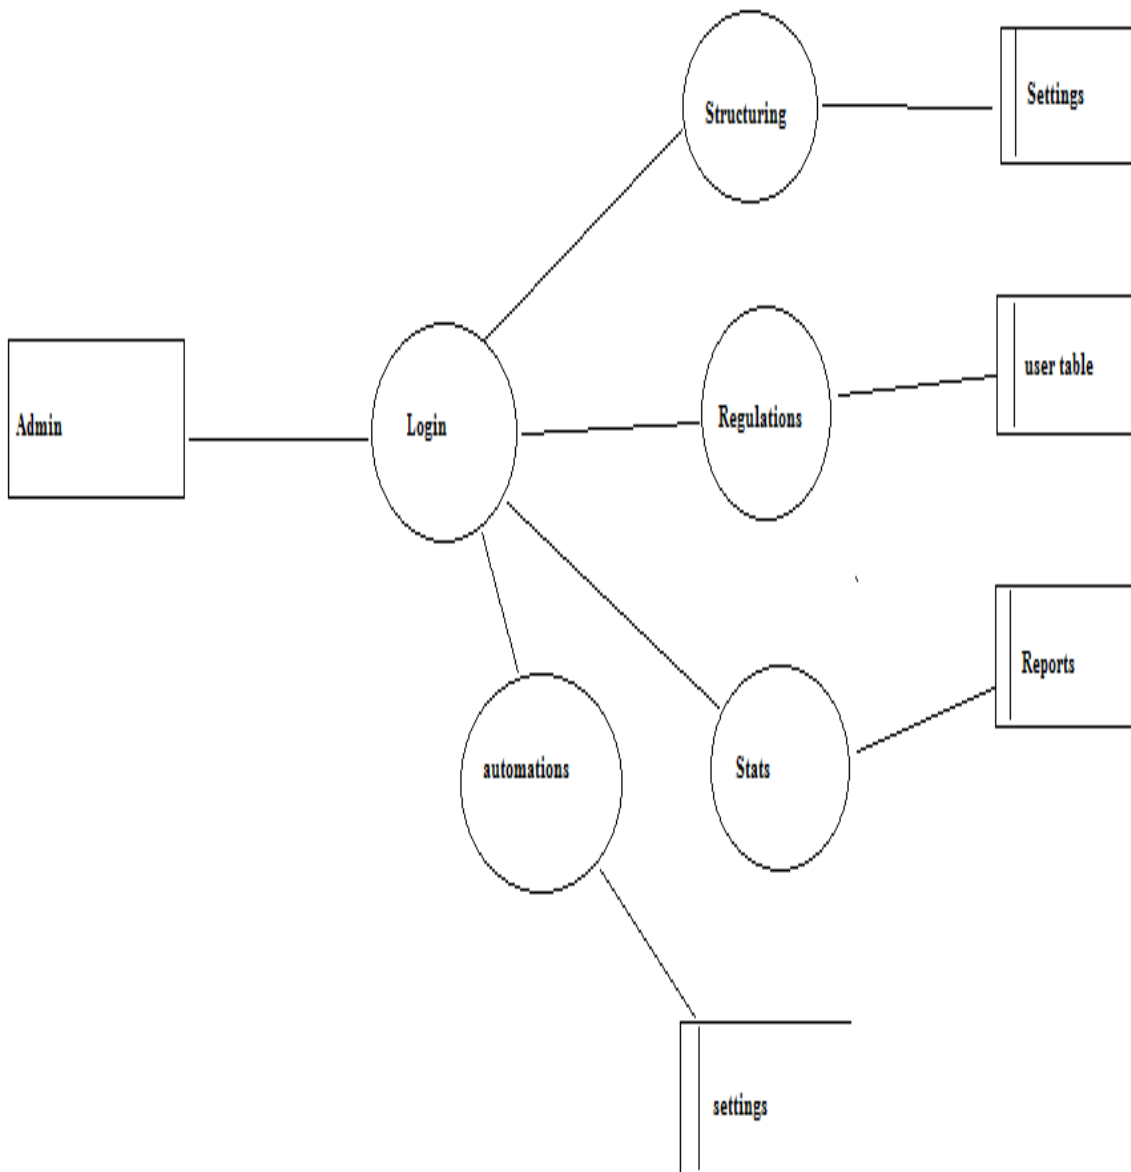 Structuring
Settings
Admin
Login
Regulations
user table
automations
Stats
Reports
settings